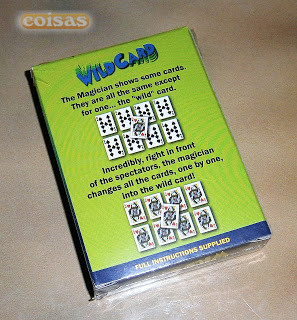 coisas
WILDCARD
The Magician shows some cards.
They are all the same except
for one... the "wild" card.
Incredibly, right in front
of the spectators, the magician
changes all the cards, one by one,
into the wild card!
FULL INSTRUCTIONS SUPPLIED